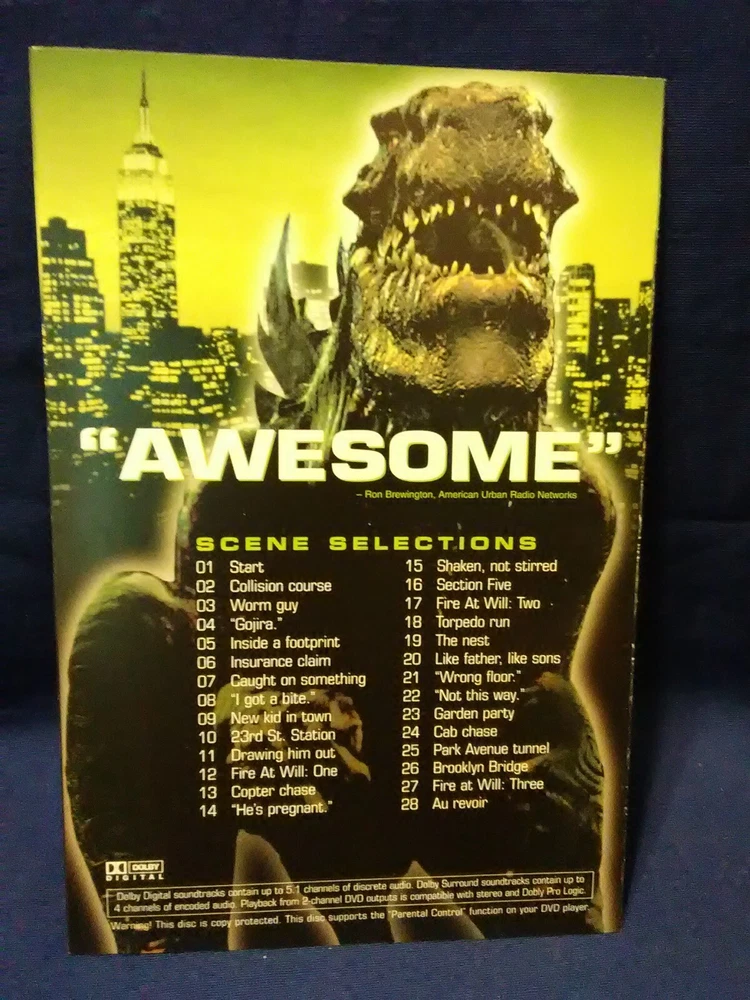 “AWESOME”
– Ron Brewington, American Urban Radio Networks
SCENE SELECTIONS
01 Start
02 Collision course
03 Worm guy
04 “Gojira.”
05 Inside a footprint
06 Insurance claim
07 Caught on something
08 “I got a bite.”
09 New kid in town
10 23rd St. Station
11 Drawing him out
12 Fire At Will: One
13 Copter chase
14 “He’s pregnant.”
15 Shaken, not stirred
16 Section Five
17 Fire At Will: Two
18 Torpedo run
19 The nest
20 Like father, like sons
21 “Wrong floor.”
22 “Not this way.”
23 Garden party
24 Cab chase
25 Park Avenue tunnel
26 Brooklyn Bridge
27 Fire at Will: Three
28 Au revoir
DOLBY
DIGITAL
Dolby Digital soundtracks contain up to 5.1 channels of discrete audio. Dolby Surround soundtracks contain up to
4 channels of encoded audio. Playback from 2-channel DVD outputs is compatible with stereo and Dobly Pro Logic.
Warning! This disc is copy protected. This disc supports the "Parental Control" function on your DVD player.